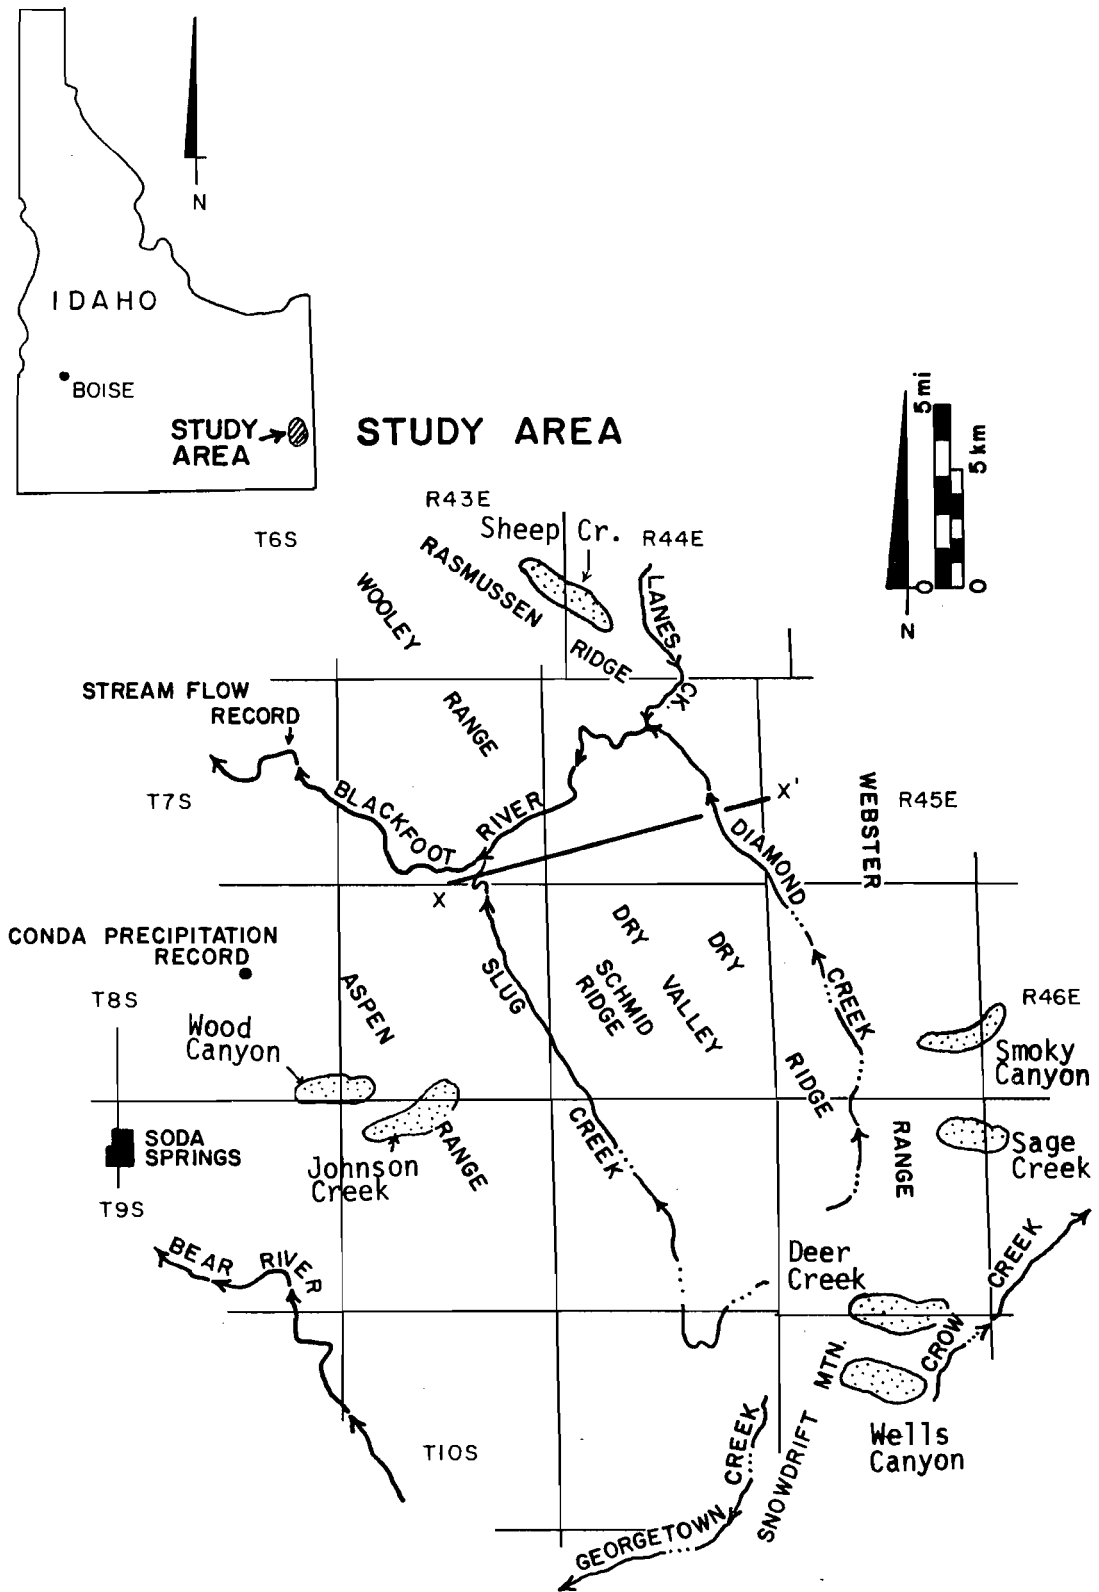 N
IDAHO
BOISE
STUDY
AREA
STUDY AREA
5 mi
5 km
0
0
N
R43E
Sheep Cr.
R44E
T6S
RASMUSSEN
RIDGE
WOOLEY
RANGE
LANES
CK.
STREAM FLOW
RECORD
T7S
BLACKFOOT
RIVER
X'
X
DIAMOND
CREEK
WEBSTER
RANGE
R45E
CONDA PRECIPITATION
RECORD
T8S
ASPEN
RANGE
SLUG
CREEK
DRY
VALLEY
SCHMID
RIDGE
DRY
RIDGE
R46E
Wood
Canyon
Smoky
Canyon
SODA
SPRINGS
Johnson
Creek
Sage
Creek
T9S
BEAR
RIVER
Deer
Creek
CROW
CREEK
SNOWDRIFT
MTN.
Wells
Canyon
T10S
GEORGETOWN
CREEK